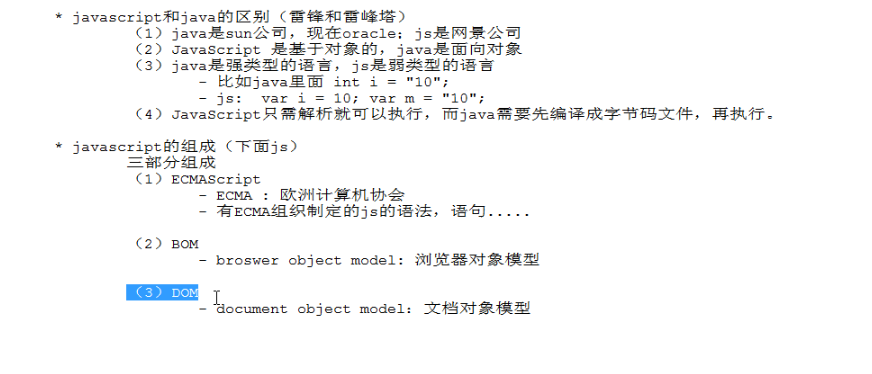 * javascript和java的区别（雷锋和雷峰塔）
（1）java是sun公司，现在oracle；js是网景公司
（2）JavaScript 是基于对象的，java是面向对象
（3）java是强类型的语言，js是弱类型的语言
- 比如java里面 int i = "10";
- js:  var i = 10; var m = "10";
（4）JavaScript只需解析就可以执行，而java需要先编译成字节码文件，再执行。
* javascript的组成（下面js）
三部分组成
（1）ECMAScript
- ECMA : 欧洲计算机协会
- 有ECMA组织制定的js的语法，语句.....
（2）BOM
- broswer object model: 浏览器对象模型
（3）DOM
- document object model: 文档对象模型